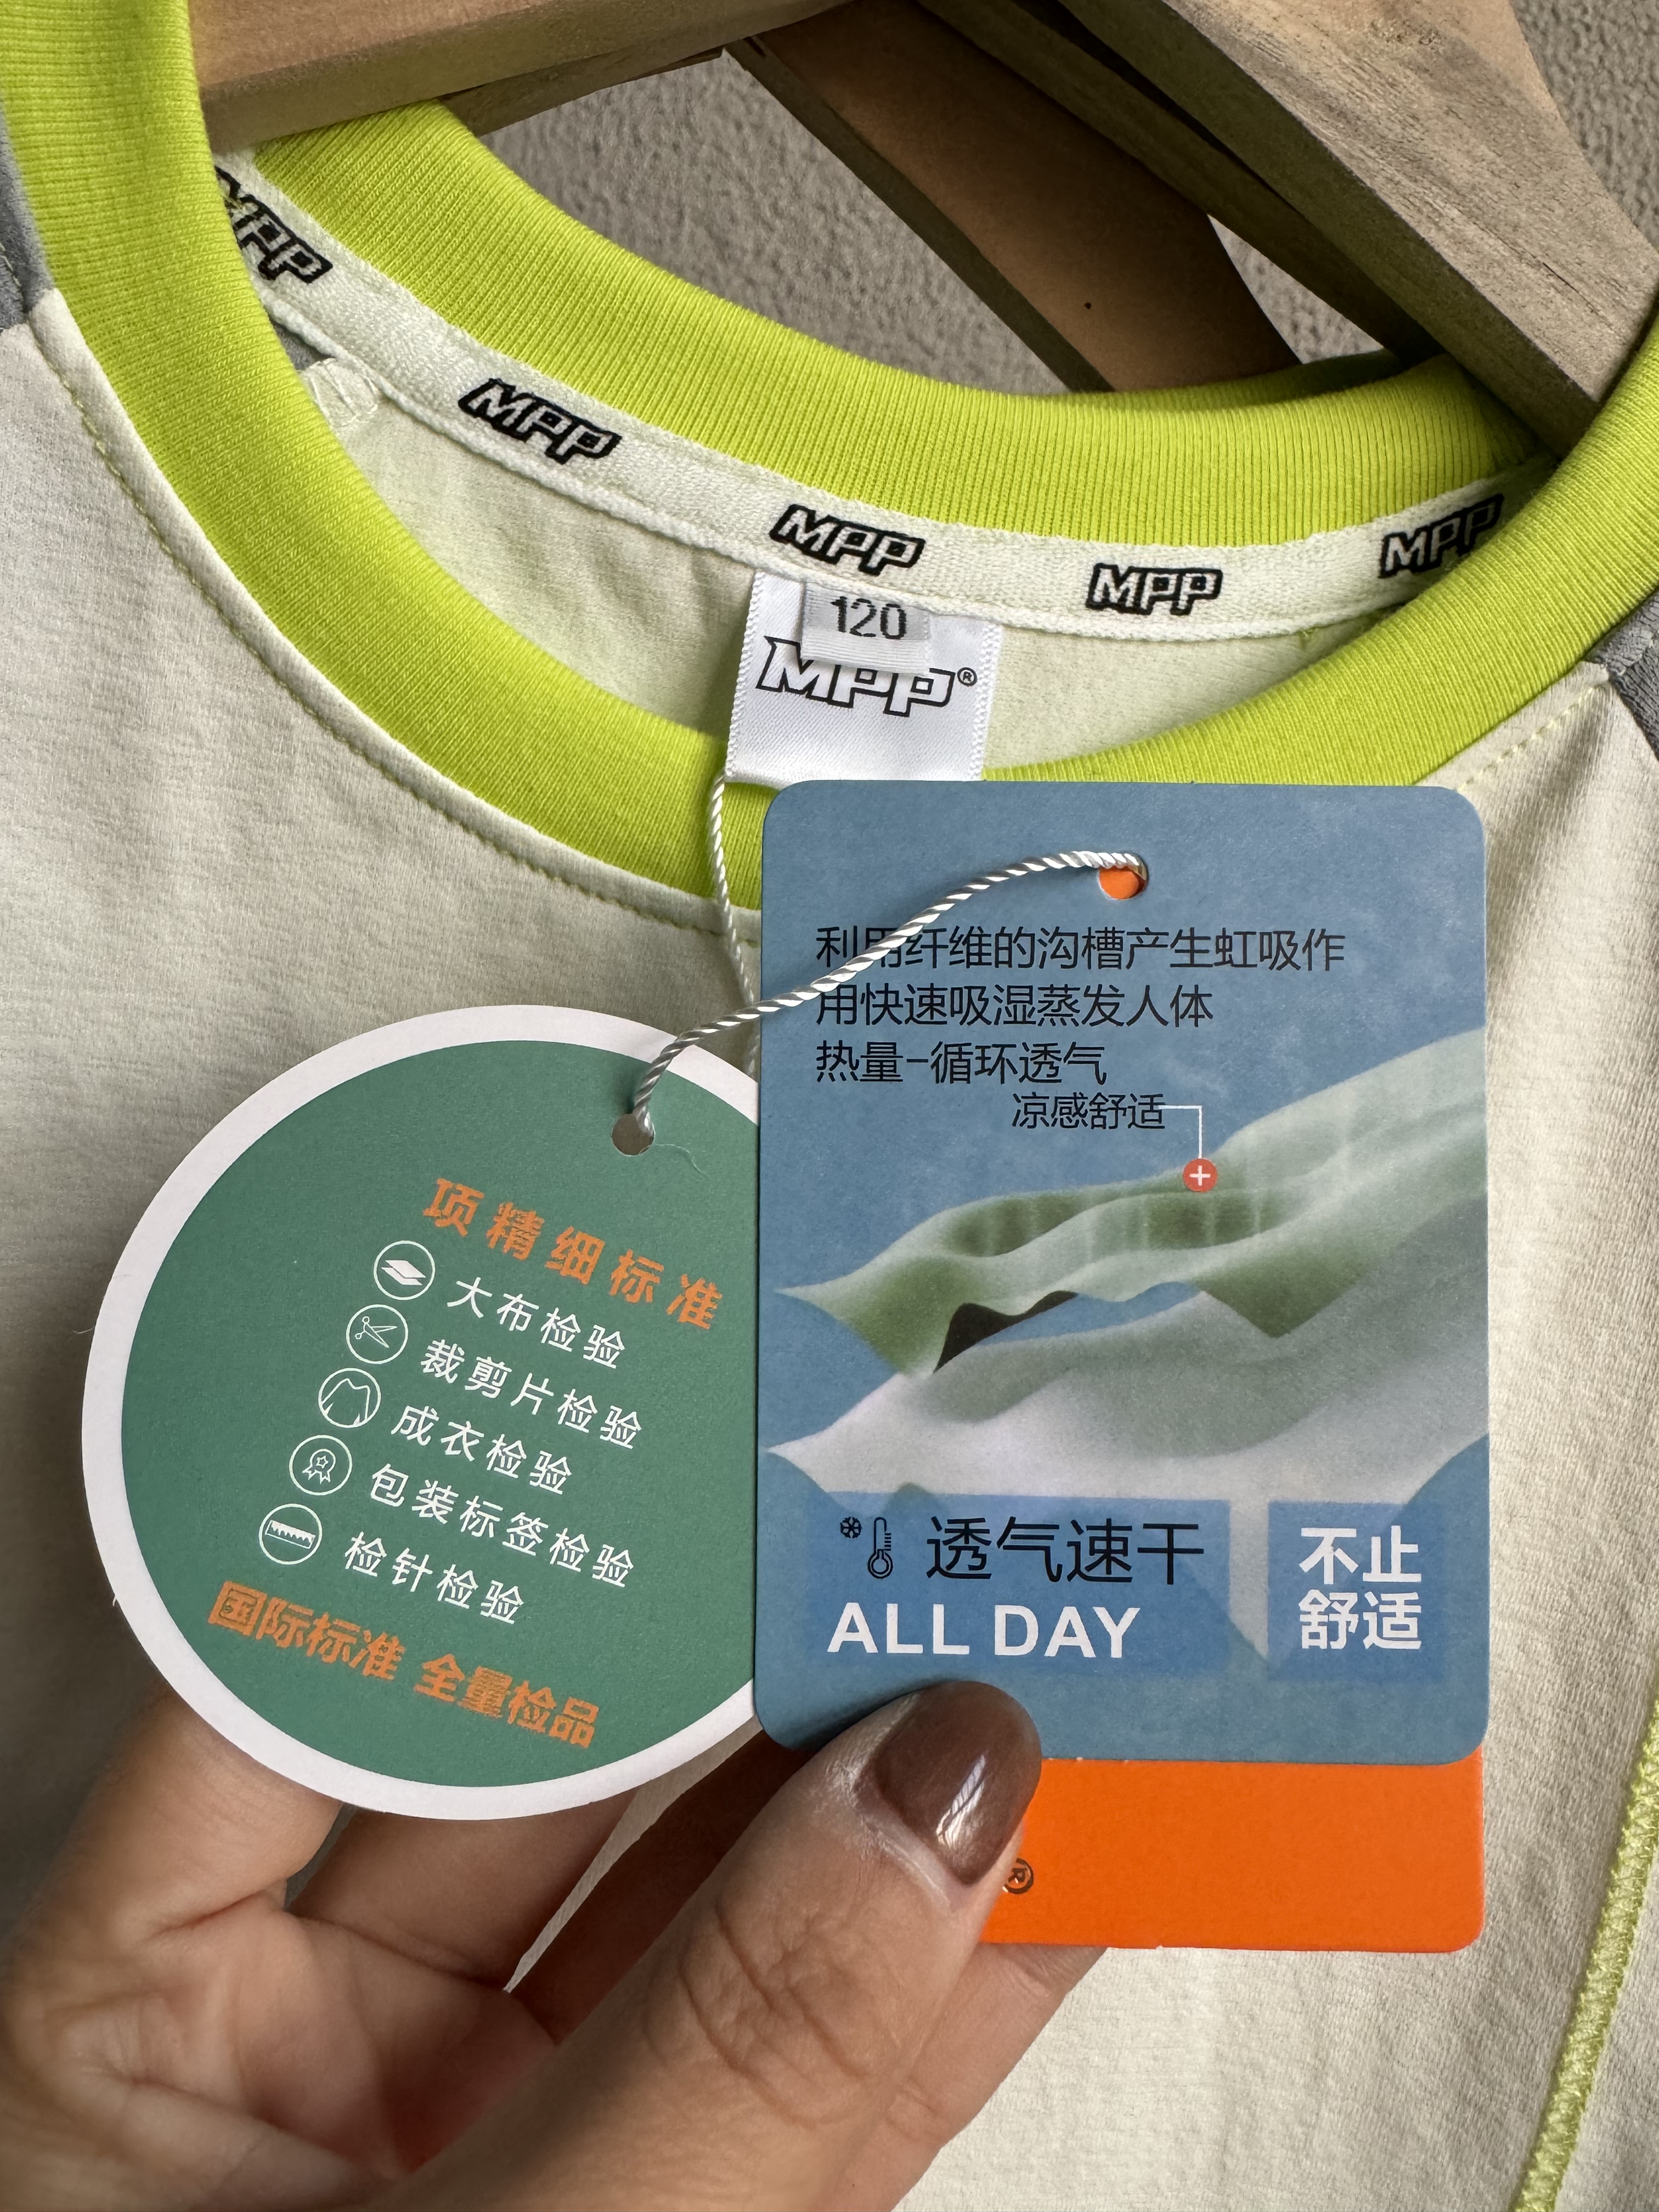 MPP
MPP
MPP
MPP
MPP
120
MPP®
利用纤维的沟槽产生虹吸作
用快速吸湿蒸发人体
热量-循环透气
凉感舒适
透气速干
ALL DAY
不止
舒适
项精细标准
大布检验
裁剪片检验
成衣检验
包装标签检验
检针检验
国际标准 全量检品
®